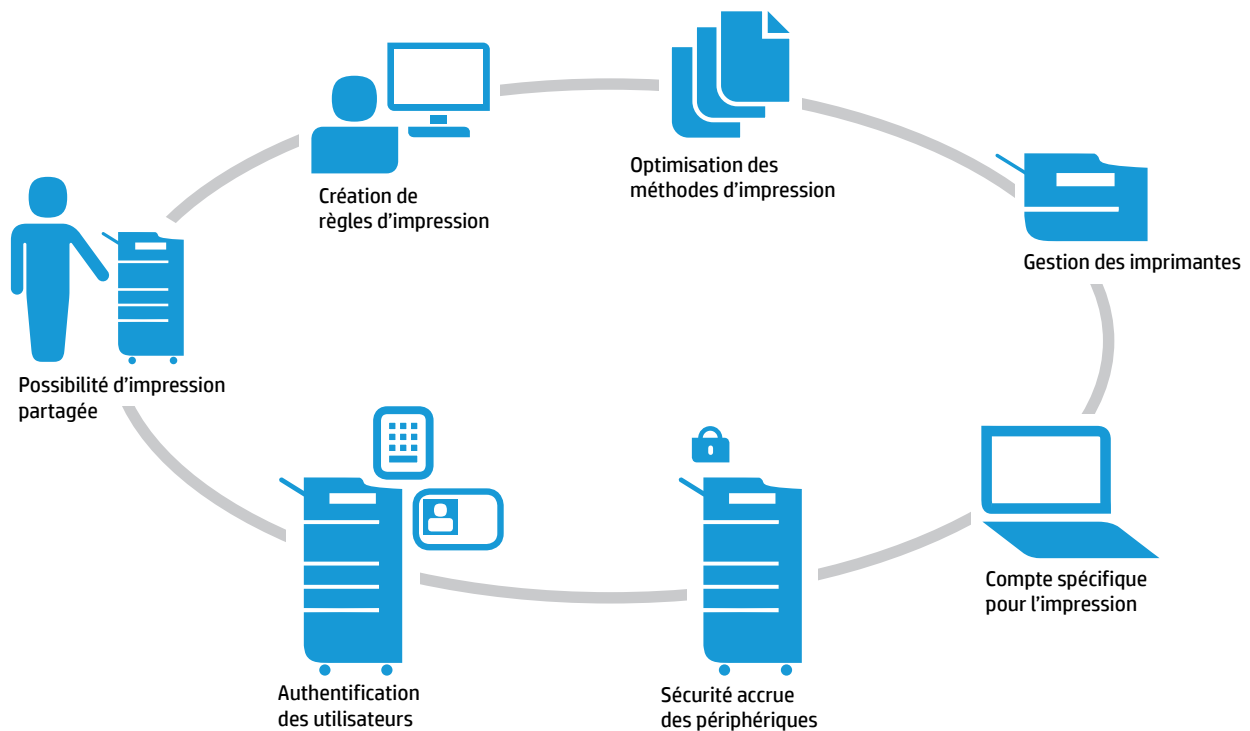 Optimisation des
méthodes d'impression
Création de
règles d'impression
Gestion des imprimantes
Possibilité d'impression
partagée
Compte spécifique
pour l'impression
Authentification
des utilisateurs
Sécurité accrue
des périphériques